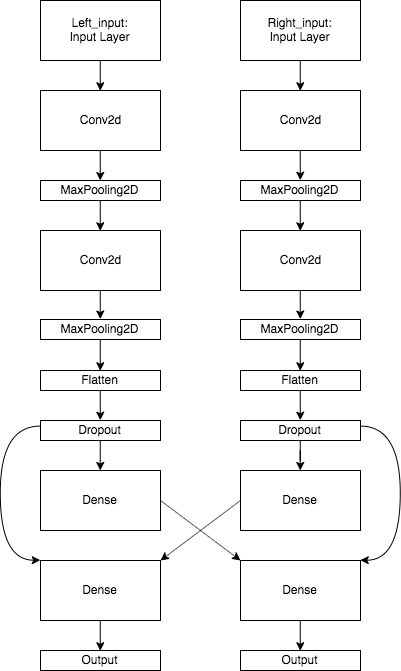 Left_input:
Input Layer
Right_input:
Input Layer
Conv2d
Conv2d
MaxPooling2D
MaxPooling2D
Conv2d
Conv2d
MaxPooling2D
MaxPooling2D
Flatten
Flatten
Dropout
Dropout
Dense
Dense
Dense
Dense
Output
Output